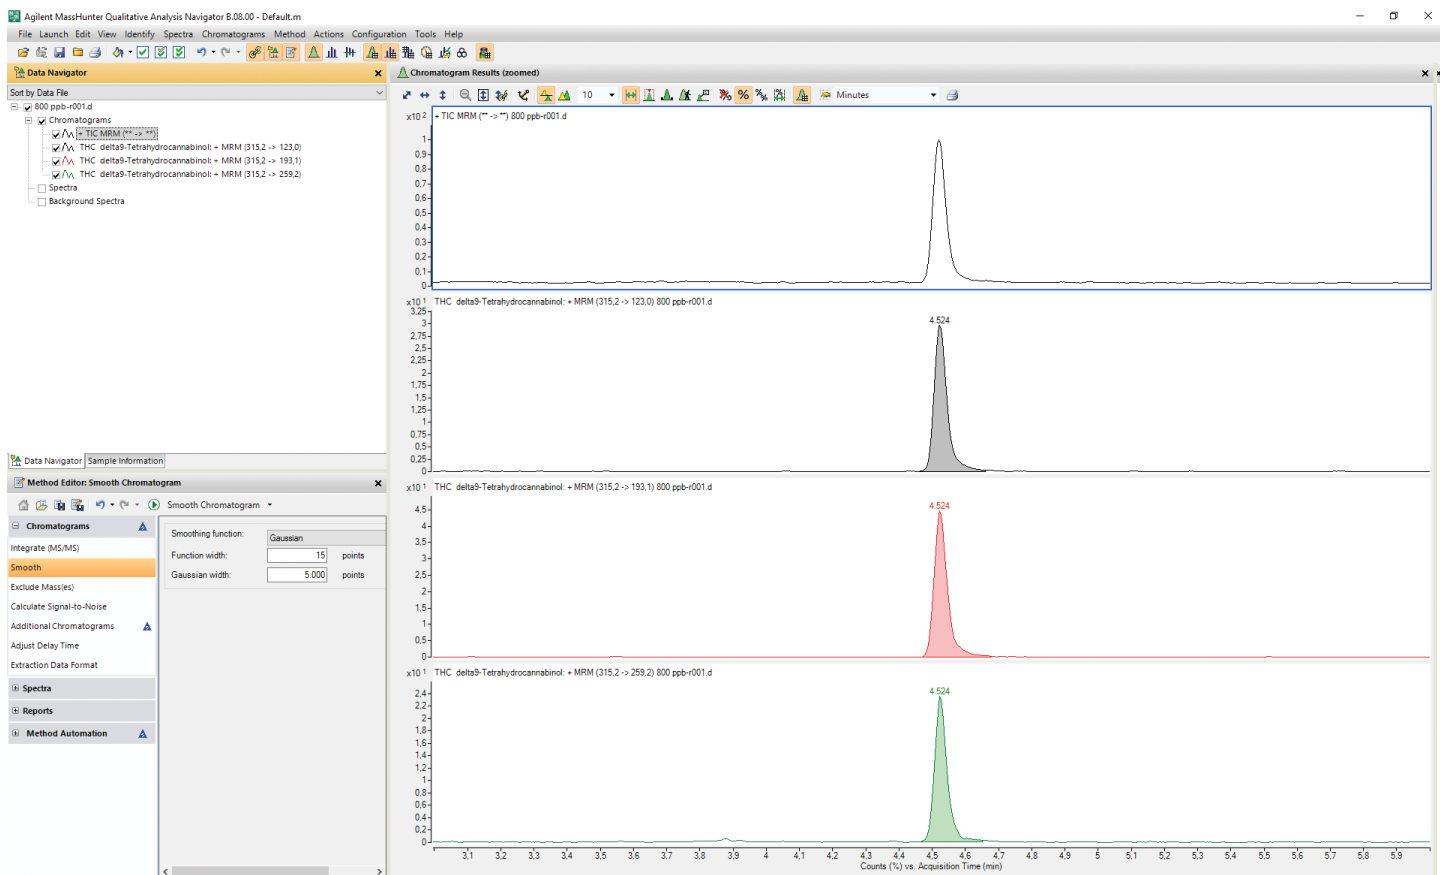 Agilent MassHunter Qualitative Analysis Navigator B.08.00 - Default.m
File Launch Edit View Identify Spectra Chromatograms Method Actions Configuration Tools Help
Data Navigator
Sort by Data File
800 ppb-r001.d
Chromatograms
+ TIC MRM (** -> **)
THC delta9-Tetrahydrocannabinol: + MRM (315,2 -> 123,0)
THC delta9-Tetrahydrocannabinol: + MRM (315,2 -> 193,1)
THC delta9-Tetrahydrocannabinol: + MRM (315,2 -> 259,2)
Spectra
Background Spectra
Data Navigator Sample Information
Method Editor: Smooth Chromatogram
Smooth Chromatogram
Chromatograms
Integrate (MS/MS)
Smooth
Exclude Mass(es)
Calculate Signal-to-Noise
Additional Chromatograms
Adjust Delay Time
Extraction Data Format
Spectra
Reports
Method Automation
Smoothing function: Gaussian
Function width: 15 points
Gaussian width: 5.000 points
Chromatogram Results (zoomed)
10 Minutes
x10 2 + TIC MRM (** -> **) 800 ppb-r001.d
1
0,9
0,8
0,7
0,6
0,5
0,4
0,3
0,2
0,1
0
x10 1 THC delta9-Tetrahydrocannabinol: + MRM (315,2 -> 123,0) 800 ppb-r001.d
4.524
3,25
3
2,75
2,5
2,25
2
1,75
1,5
1,25
1
0,75
0,5
0,25
0
x10 1 THC delta9-Tetrahydrocannabinol: + MRM (315,2 -> 193,1) 800 ppb-r001.d
4.524
4,5
4
3,5
3
2,5
2
1,5
1
0,5
0
x10 1 THC delta9-Tetrahydrocannabinol: + MRM (315,2 -> 259,2) 800 ppb-r001.d
4.524
2,4
2,2
2
1,8
1,6
1,4
1,2
1
0,8
0,6
0,4
0,2
0
3,1 3,2 3,3 3,4 3,5 3,6 3,7 3,8 3,9 4 4,1 4,2 4,3 4,4 4,5 4,6 4,7 4,8 4,9 5 5,1 5,2 5,3 5,4 5,5 5,6 5,7 5,8 5,9
Counts (%) vs. Acquisition Time (min)